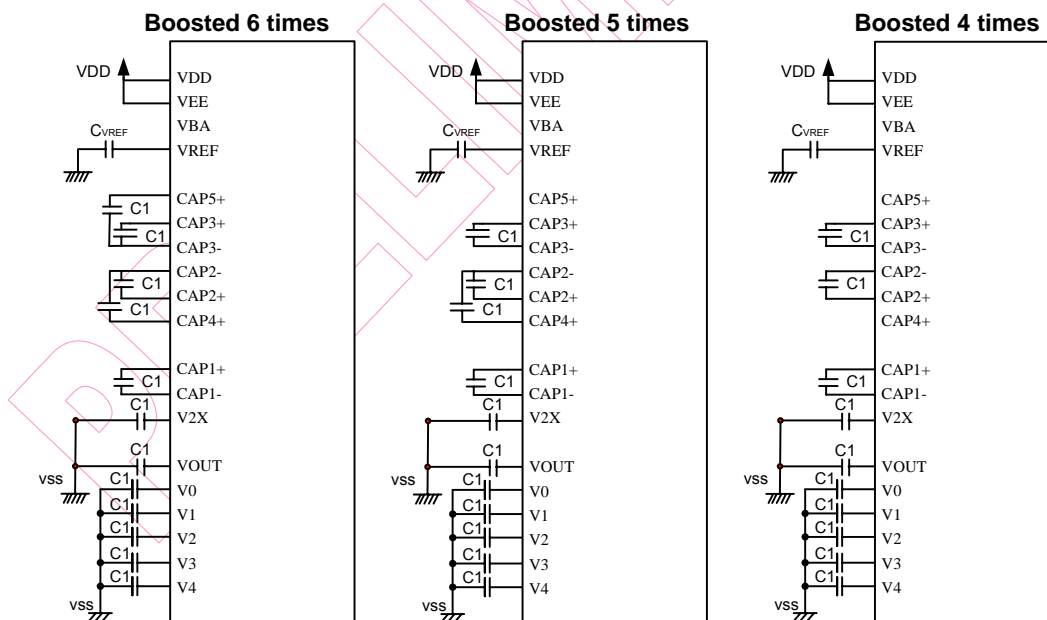 Boosted 6 times
VDD
VDD
VEE
VBA
CVREF
VREF
CAP5+
C1
CAP3+
C1
CAP3-
CAP2-
C1
CAP2+
C1
CAP4+
CAP1+
C1
CAP1-
C1
V2X
C1
VOUT
VSS
C1
V0
C1
V1
C1
V2
C1
V3
C1
V4
VSS
Boosted 5 times
VDD
VDD
VEE
VBA
CVREF
VREF
CAP5+
CAP3+
C1
CAP3-
CAP2-
C1
CAP2+
C1
CAP4+
CAP1+
C1
CAP1-
C1
V2X
C1
VOUT
VSS
C1
V0
C1
V1
C1
V2
C1
V3
C1
V4
VSS
Boosted 4 times
VDD
VDD
VEE
VBA
CVREF
VREF
CAP5+
CAP3+
C1
CAP3-
CAP2-
C1
CAP2+
CAP4+
CAP1+
C1
CAP1-
C1
V2X
C1
VOUT
VSS
C1
V0
C1
V1
C1
V2
C1
V3
C1
V4
VSS